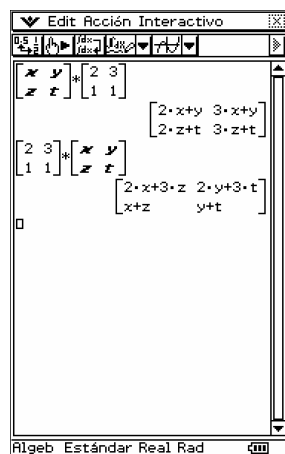 Edit Acción Interactivo
[x y
z t]*[2 3
1 1]
[2·x+y 3·x+y
2·z+t 3·z+t]
[2 3
1 1]*[x y
z t]
[2·x+3·z 2·y+3·t
x+z y+t]
Algeb Estándar Real Rad